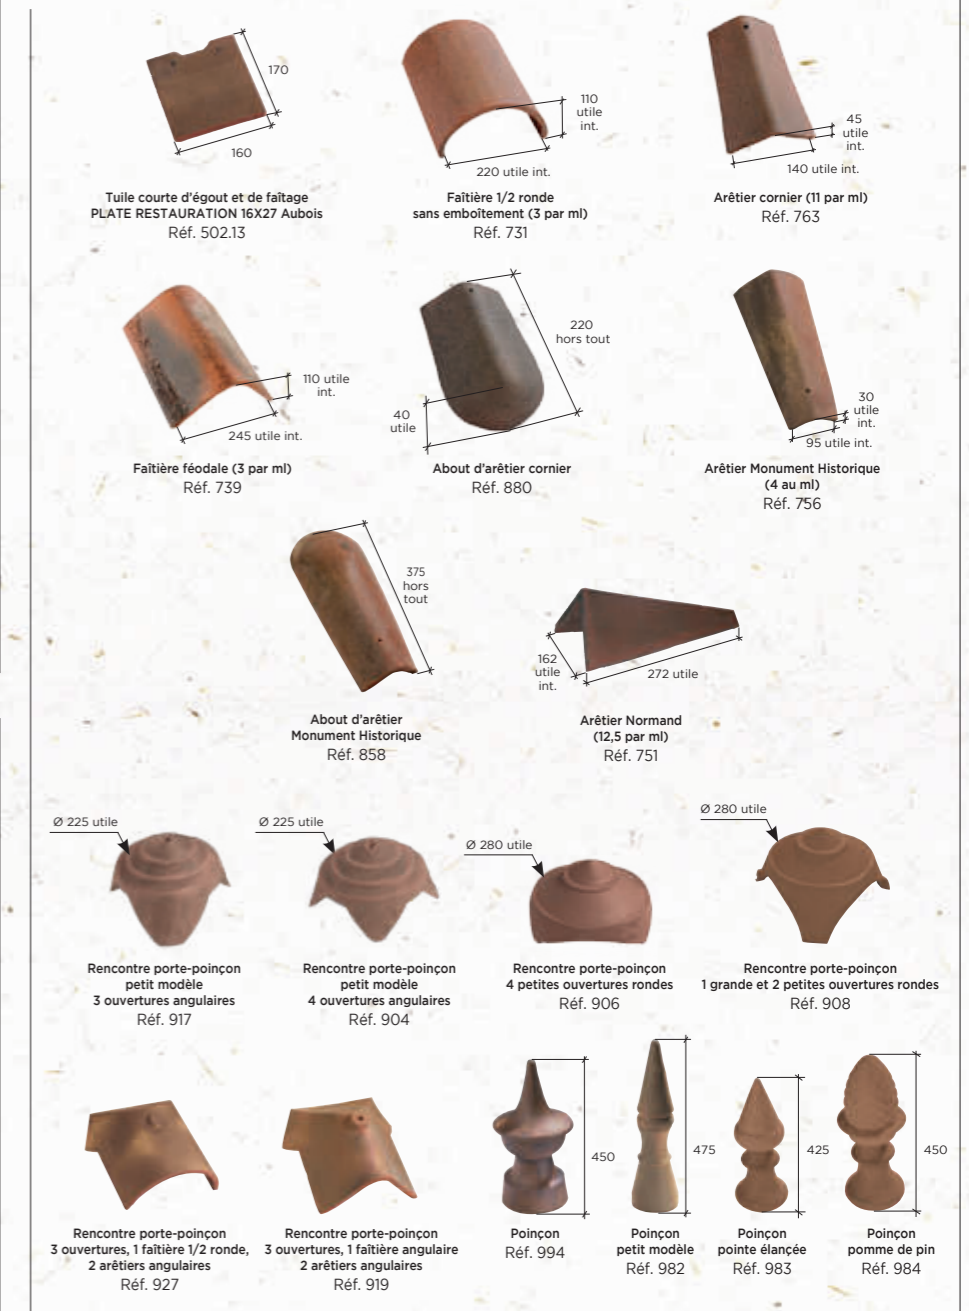 170
160
Tuile courte d'égout et de faîtage
PLATE RESTAURATION 16X27 Aubois
Réf. 502.13
110
utile
int.
220 utile int.
Faîtière 1/2 ronde
sans emboîtement (3 par ml)
Réf. 731
45
utile
int.
140 utile int.
Arêtier cornier (11 par ml)
Réf. 763
110 utile
int.
245 utile int.
Faîtière féodale (3 par ml)
Réf. 739
220
hors tout
40
utile
About d'arêtier cornier
Réf. 880
30
utile
int.
95 utile int.
Arêtier Monument Historique
(4 au ml)
Réf. 756
375
hors
tout
About d'arêtier
Monument Historique
Réf. 858
162
utile
int.
272 utile
Arêtier Normand
(12,5 par ml)
Réf. 751
Ø 225 utile
Rencontre porte-poinçon
petit modèle
3 ouvertures angulaires
Réf. 917
Ø 225 utile
Rencontre porte-poinçon
petit modèle
4 ouvertures angulaires
Réf. 904
Ø 280 utile
Rencontre porte-poinçon
4 petites ouvertures rondes
Réf. 906
Ø 280 utile
Rencontre porte-poinçon
1 grande et 2 petites ouvertures rondes
Réf. 908
Rencontre porte-poinçon
3 ouvertures, 1 faîtière 1/2 ronde,
2 arêtiers angulaires
Réf. 927
Rencontre porte-poinçon
3 ouvertures, 1 faîtière angulaire
2 arêtiers angulaires
Réf. 919
450
Poinçon
Réf. 994
475
Poinçon
petit modèle
Réf. 982
425
Poinçon
pointe élancée
Réf. 983
450
Poinçon
pomme de pin
Réf. 984